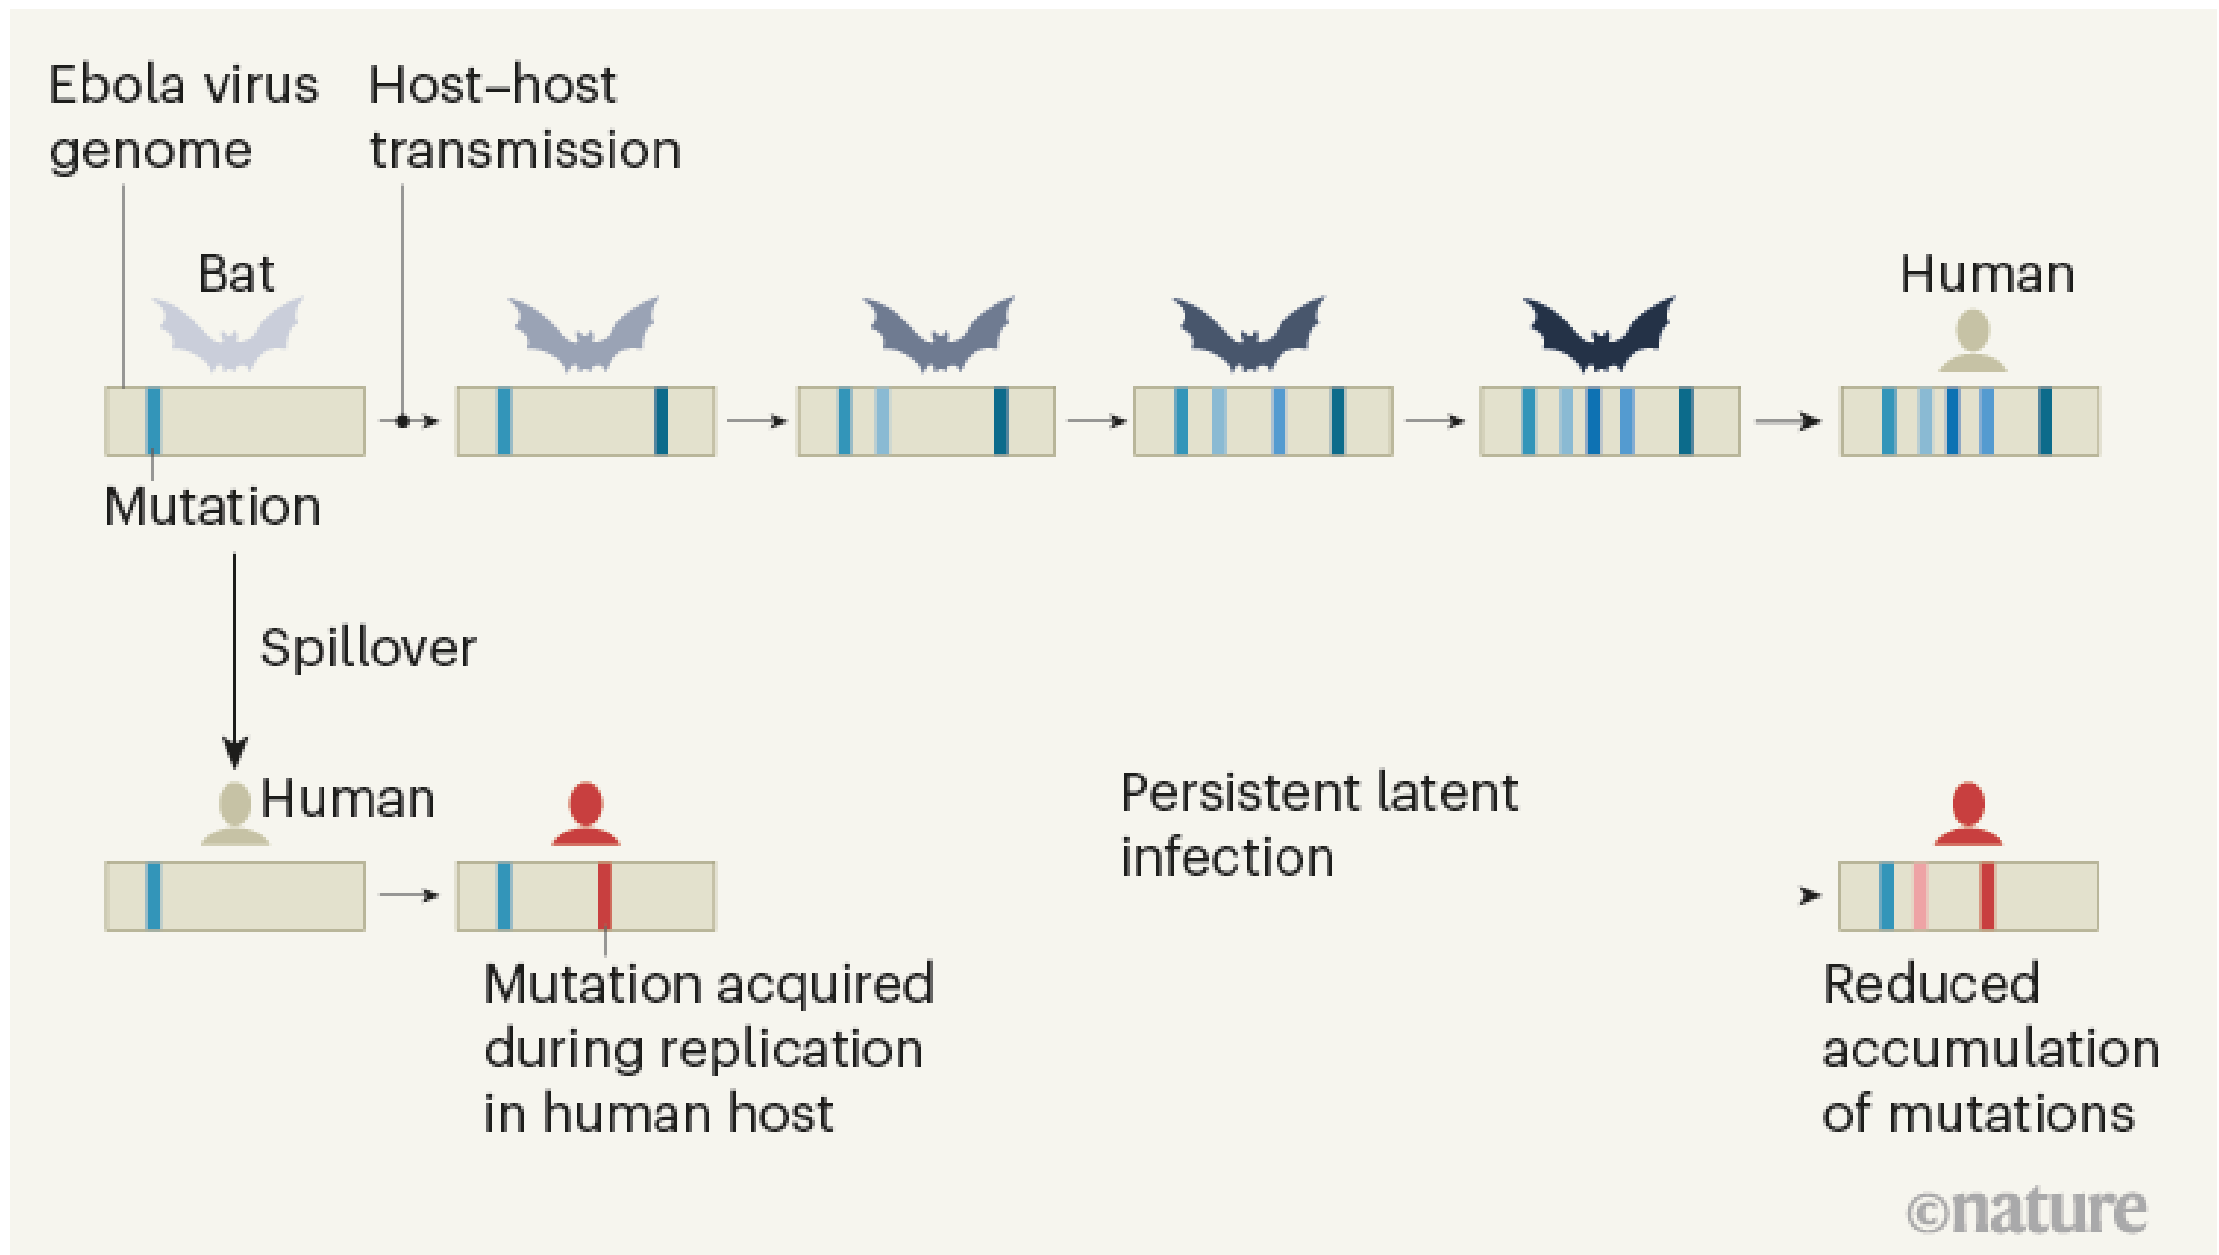 Ebola virus
genome
Host–host
transmission
Bat
Human
Mutation
Spillover
Human
Persistent latent
infection
Mutation acquired
during replication
in human host
Reduced
accumulation
of mutations
©nature